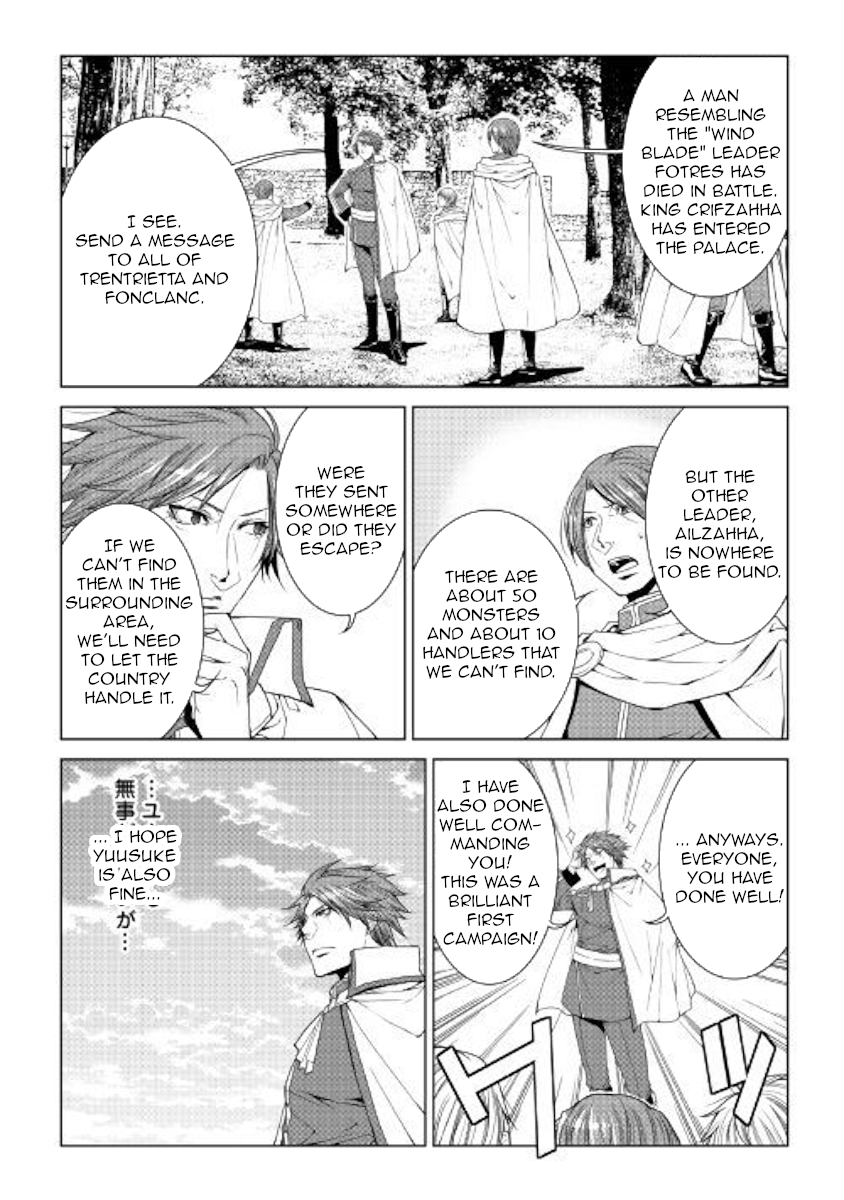 A MAN
RESEMBLING
THE "WIND
BLADE" LEADER
FOTRES HAS
DIED IN BATTLE.
KING CRIFZAHHA
HAS ENTERED
THE PALACE.
I SEE.
SEND A MESSAGE
TO ALL OF
TRENTRIETTA AND
FONCLANC.
BUT THE
OTHER
LEADER,
AILZAHHA,
IS NOWHERE
TO BE FOUND.
THERE ARE
ABOUT 50
MONSTERS
AND ABOUT 10
HANDLERS THAT
WE CAN'T FIND.
WERE
THEY SENT
SOMEWHERE
OR DID THEY
ESCAPE?
IF WE
CAN'T FIND
THEM IN THE
SURROUNDING
AREA,
WE'LL NEED
TO LET THE
COUNTRY
HANDLE IT.
... ANYWAYS.
EVERYONE,
YOU HAVE
DONE WELL!
I HAVE
ALSO DONE
WELL COM-
MANDING
YOU!
THIS WAS A
BRILLIANT
FIRST
CAMPAIGN!
ドッ
…ユ
無事
が…
... I HOPE
YUUSUKE
IS ALSO
FINE...